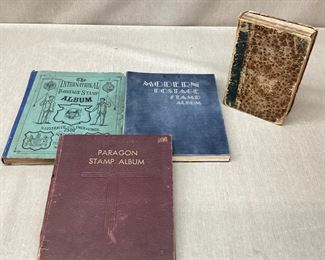 The
INTERNATIONAL
POSTAGE STAMP
ALBUM
MODERN
POSTAGE
STAMP
ALBUM
PARAGON
STAMP ALBUM